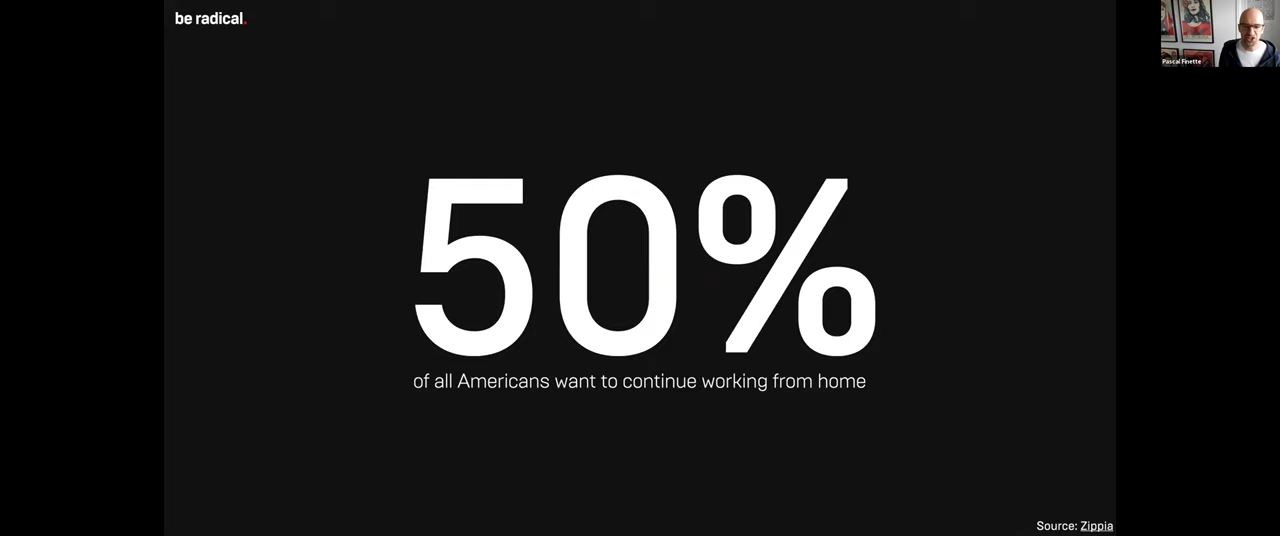 be radical.
Pascal Finette
50%
of all Americans want to continue working from home
Source: Zippia